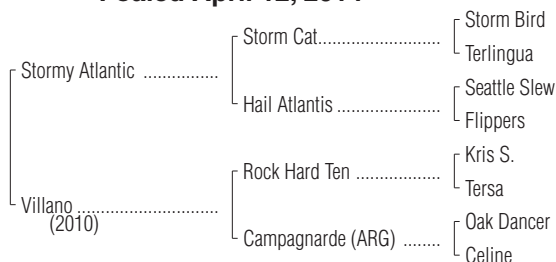 Foaled April 12,
Storm Bird
Storm Cat...........................
Terlingua
Stormy Atlantic ................
Seattle Slew
Hail Atlantis .......................
Flippers
Kris S.
Rock Hard Ten ...................
Tersa
Villano ..............................
(2010)
Oak Dancer
Campagnarde (ARG) ........
Celine